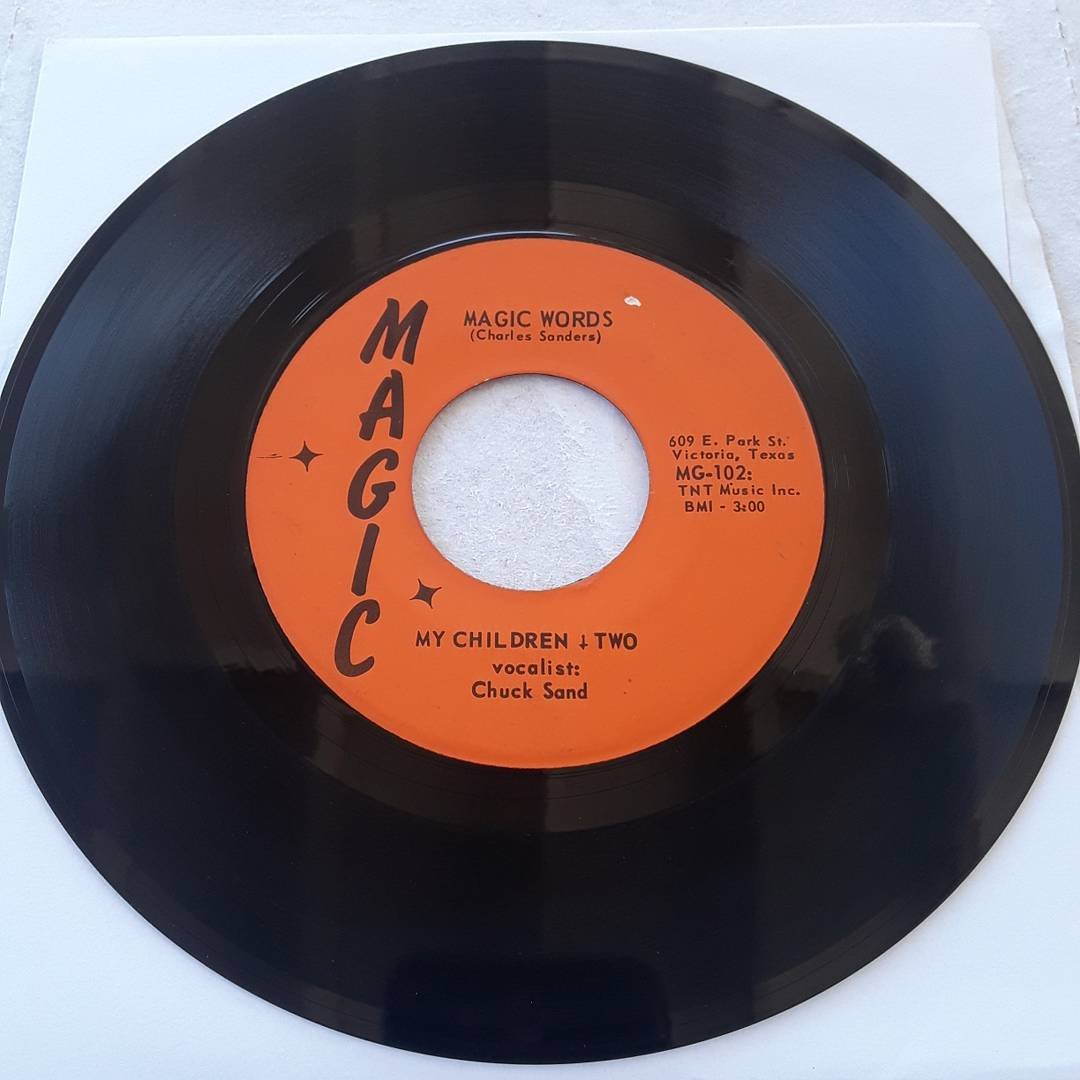 MAGIC
MAGIC WORDS
(Charles Sanders)
609 E. Park St.
Victoria, Texas
MG-102:
TNT Music Inc.
BMI - 3:00
MY CHILDREN + TWO
vocalist:
Chuck Sand